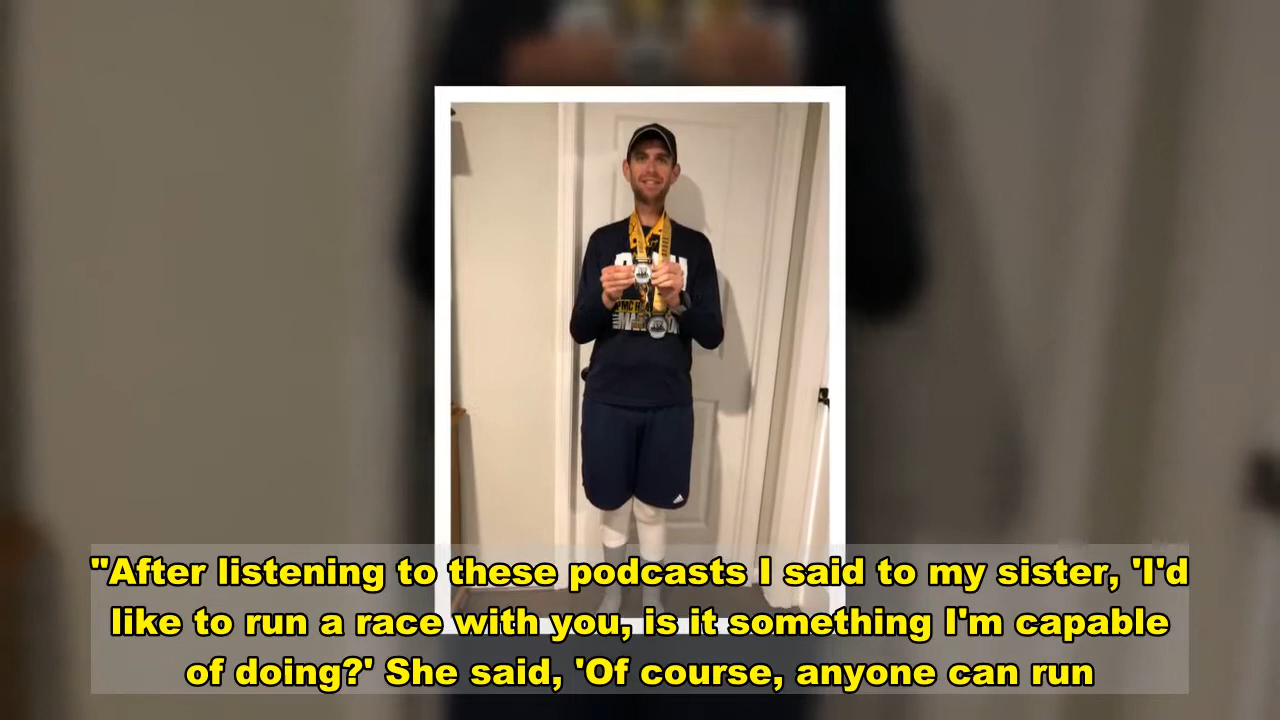 "After listening to these podcasts I said to my sister, 'I'd
like to run a race with you, is it something I'm capable
of doing?' She said, 'Of course, anyone can run